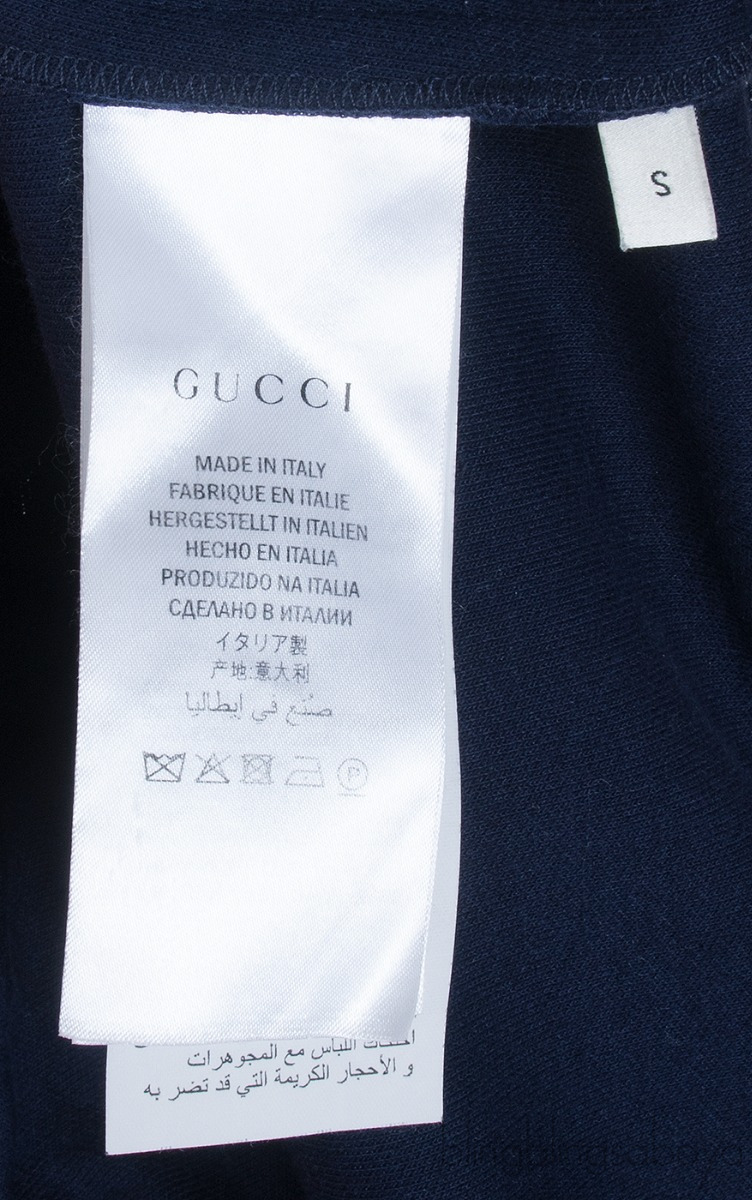 S
GUCCI
MADE IN ITALY
FABRIQUE EN ITALIE
HERGESTELLT IN ITALIEN
HECHO EN ITALIA
PRODUZIDO NA ITALIA
СДЕЛАНО В ИТАЛИИ
イタリア製
产地:意大利
صُنع في إيطاليا
P
اللباس مع المجوهرات
و الأحجار الكريمة التي قد تضر به